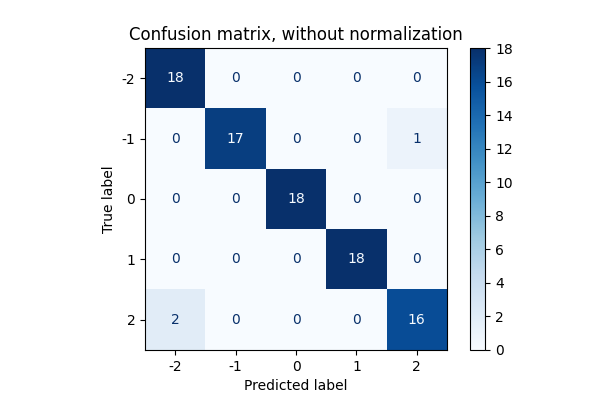 Confusion matrix, without normalization
True label
-2 18 0 0 0 0
-1 0 17 0 0 1
0 0 0 18 0 0
1 0 0 0 18 0
2 2 0 0 0 16
-2 -1 0 1 2
Predicted label
18
16
14
12
10
8
6
4
2
0